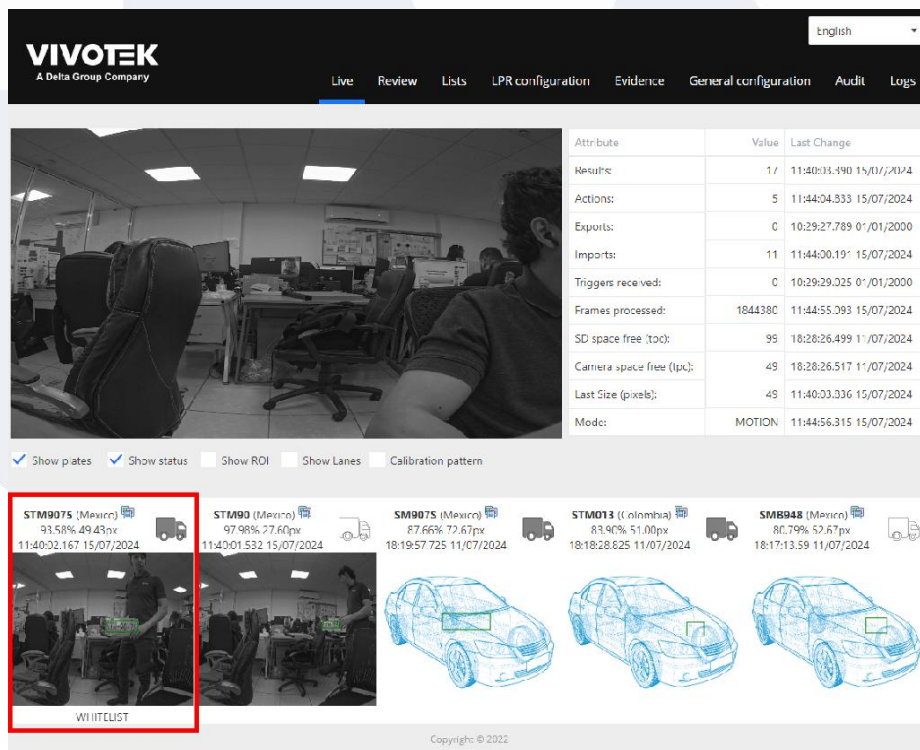 English
VIVOTEK
A Delta Group Company
Live Review Lists LPR configuration Evidence General configuration Audit Logs
Attribute Value Last Change
Results: 17 11:40:03.390 15/07/2024
Actions: 5 11:44:04.833 15/07/2024
Exports: 0 10:29:27.789 01/01/2000
Imports: 11 11:44:00.191 15/07/2024
Triggers received: 0 10:29:29.025 01/01/2000
Frames processed: 1844380 11:44:55.093 15/07/2024
SD space free (tpc): 99 18:28:26.499 11/07/2024
Camera space free (tpc): 49 18:28:26.517 11/07/2024
Last Size (pixels): 49 11:40:03.836 15/07/2024
Mode: MOTION 11:44:56.315 15/07/2024
Show plates Show status Show ROI Show Lanes Calibration pattern
STM9075 (Mexico) STM90 (Mexico) SM907S (Mexico) STM013 (Colombia) SMB948 (Mexico)
93.58% 49.43px 97.98% 27.60px 87.66% 72.67px 83.90% 51.00px 80.79% 52.67px
11:40:02.167 15/07/2024 11:40:01.532 15/07/2024 18:19:57.725 11/07/2024 18:18:28.825 11/07/2024 18:17:13.59 11/07/2024
WHITELIST
Copyright © 2022